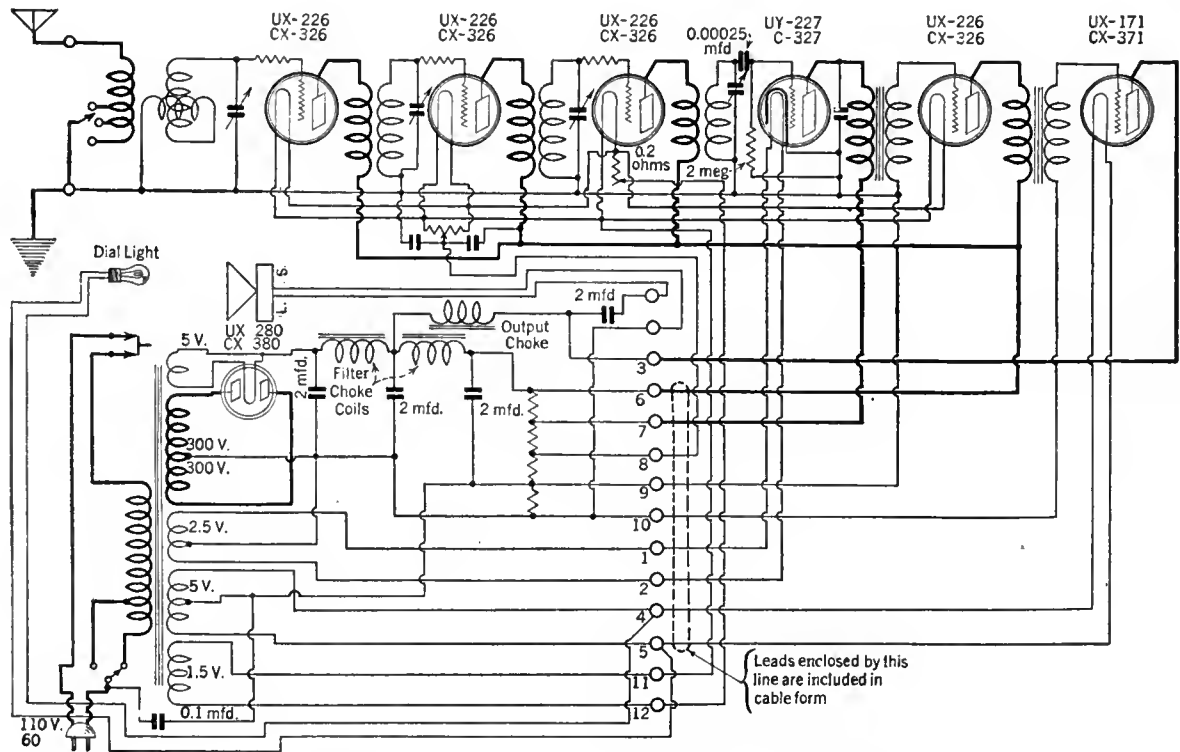 UX-226
CX-326
UX-226
CX-326
UX-226
CX-326
0.00025
mfd
UY-227
C-327
UX-226
CX-326
UX-171
CX-371
0.2
ohms
2 meg.
Dial Light
L. S.
2 mfd
Output
Choke
UX 280
CX 380
5 V.
2 mfd.
Filter
Choke
Coils
2 mfd.
2 mfd.
300 V.
300 V.
2.5 V.
5 V.
1.5 V.
0.1 mfd.
110 V.
60
3
6
7
8
9
10
1
2
4
5
11
12
Leads enclosed by this
line are included in
cable form